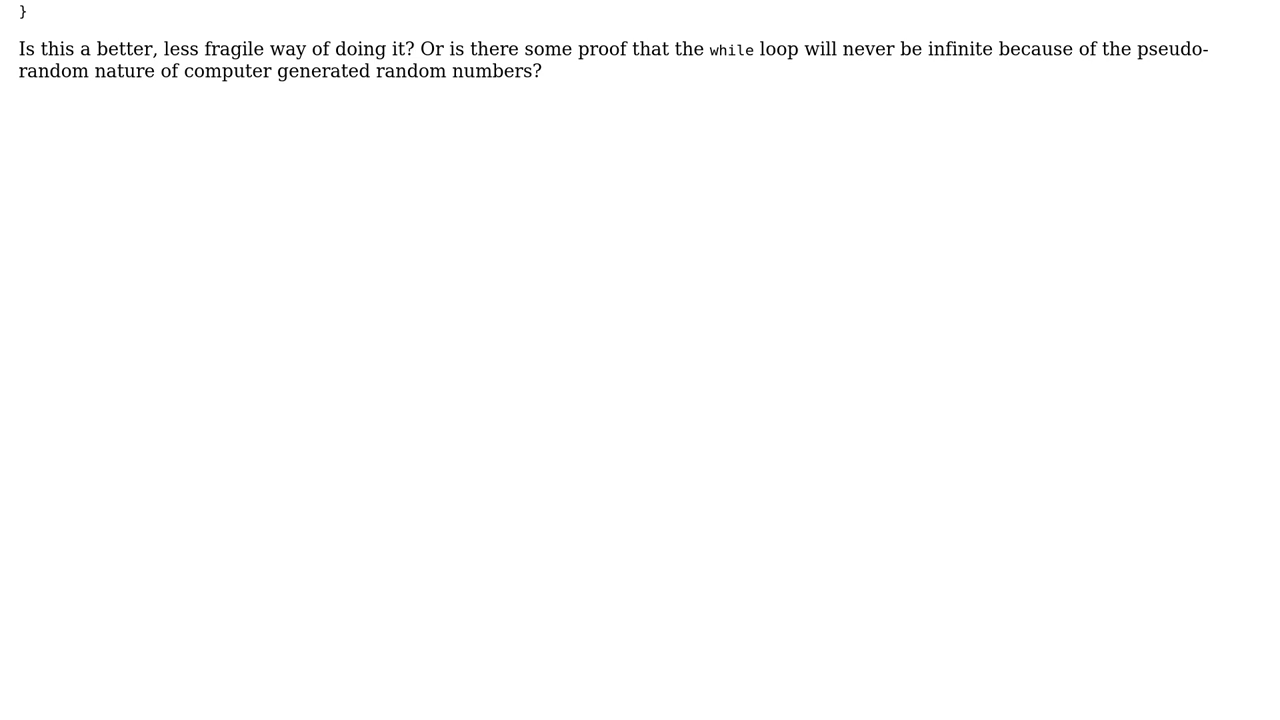 }
Is this a better, less fragile way of doing it? Or is there some proof that the while loop will never be infinite because of the pseudo-
random nature of computer generated random numbers?